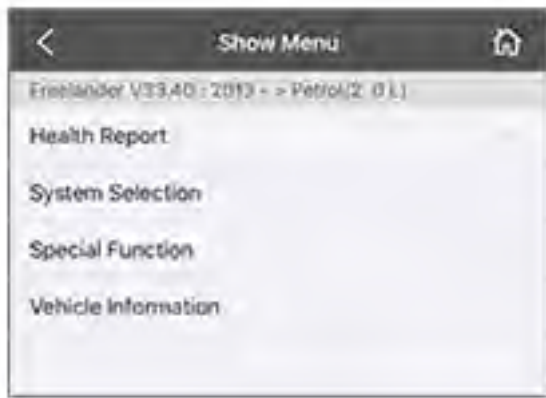 Show Menu
Freelander V33.40 : 2013 - > Petrol(2.0 L)
Health Report
System Selection
Special Function
Vehicle Information